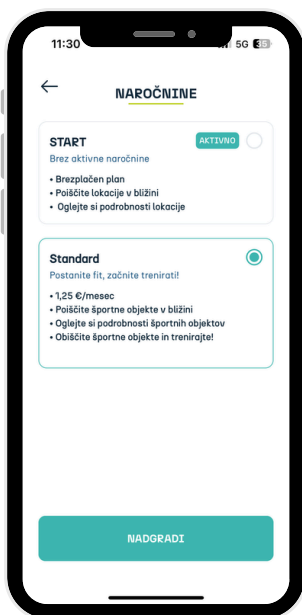 11:30
5G 35
NAROČNINE
START
AKTIVNO
Brez aktivne naročnine
• Brezplačen plan
• Poiščite lokacije v bližini
• Oglejte si podrobnosti lokacije
Standard
Postanite fit, začnite trenirati!
• 1,25 €/mesec
• Poiščite športne objekte v bližini
• Oglejte si podrobnosti športnih objektov
• Obiščite športne objekte in trenirajte!
NADGRADI